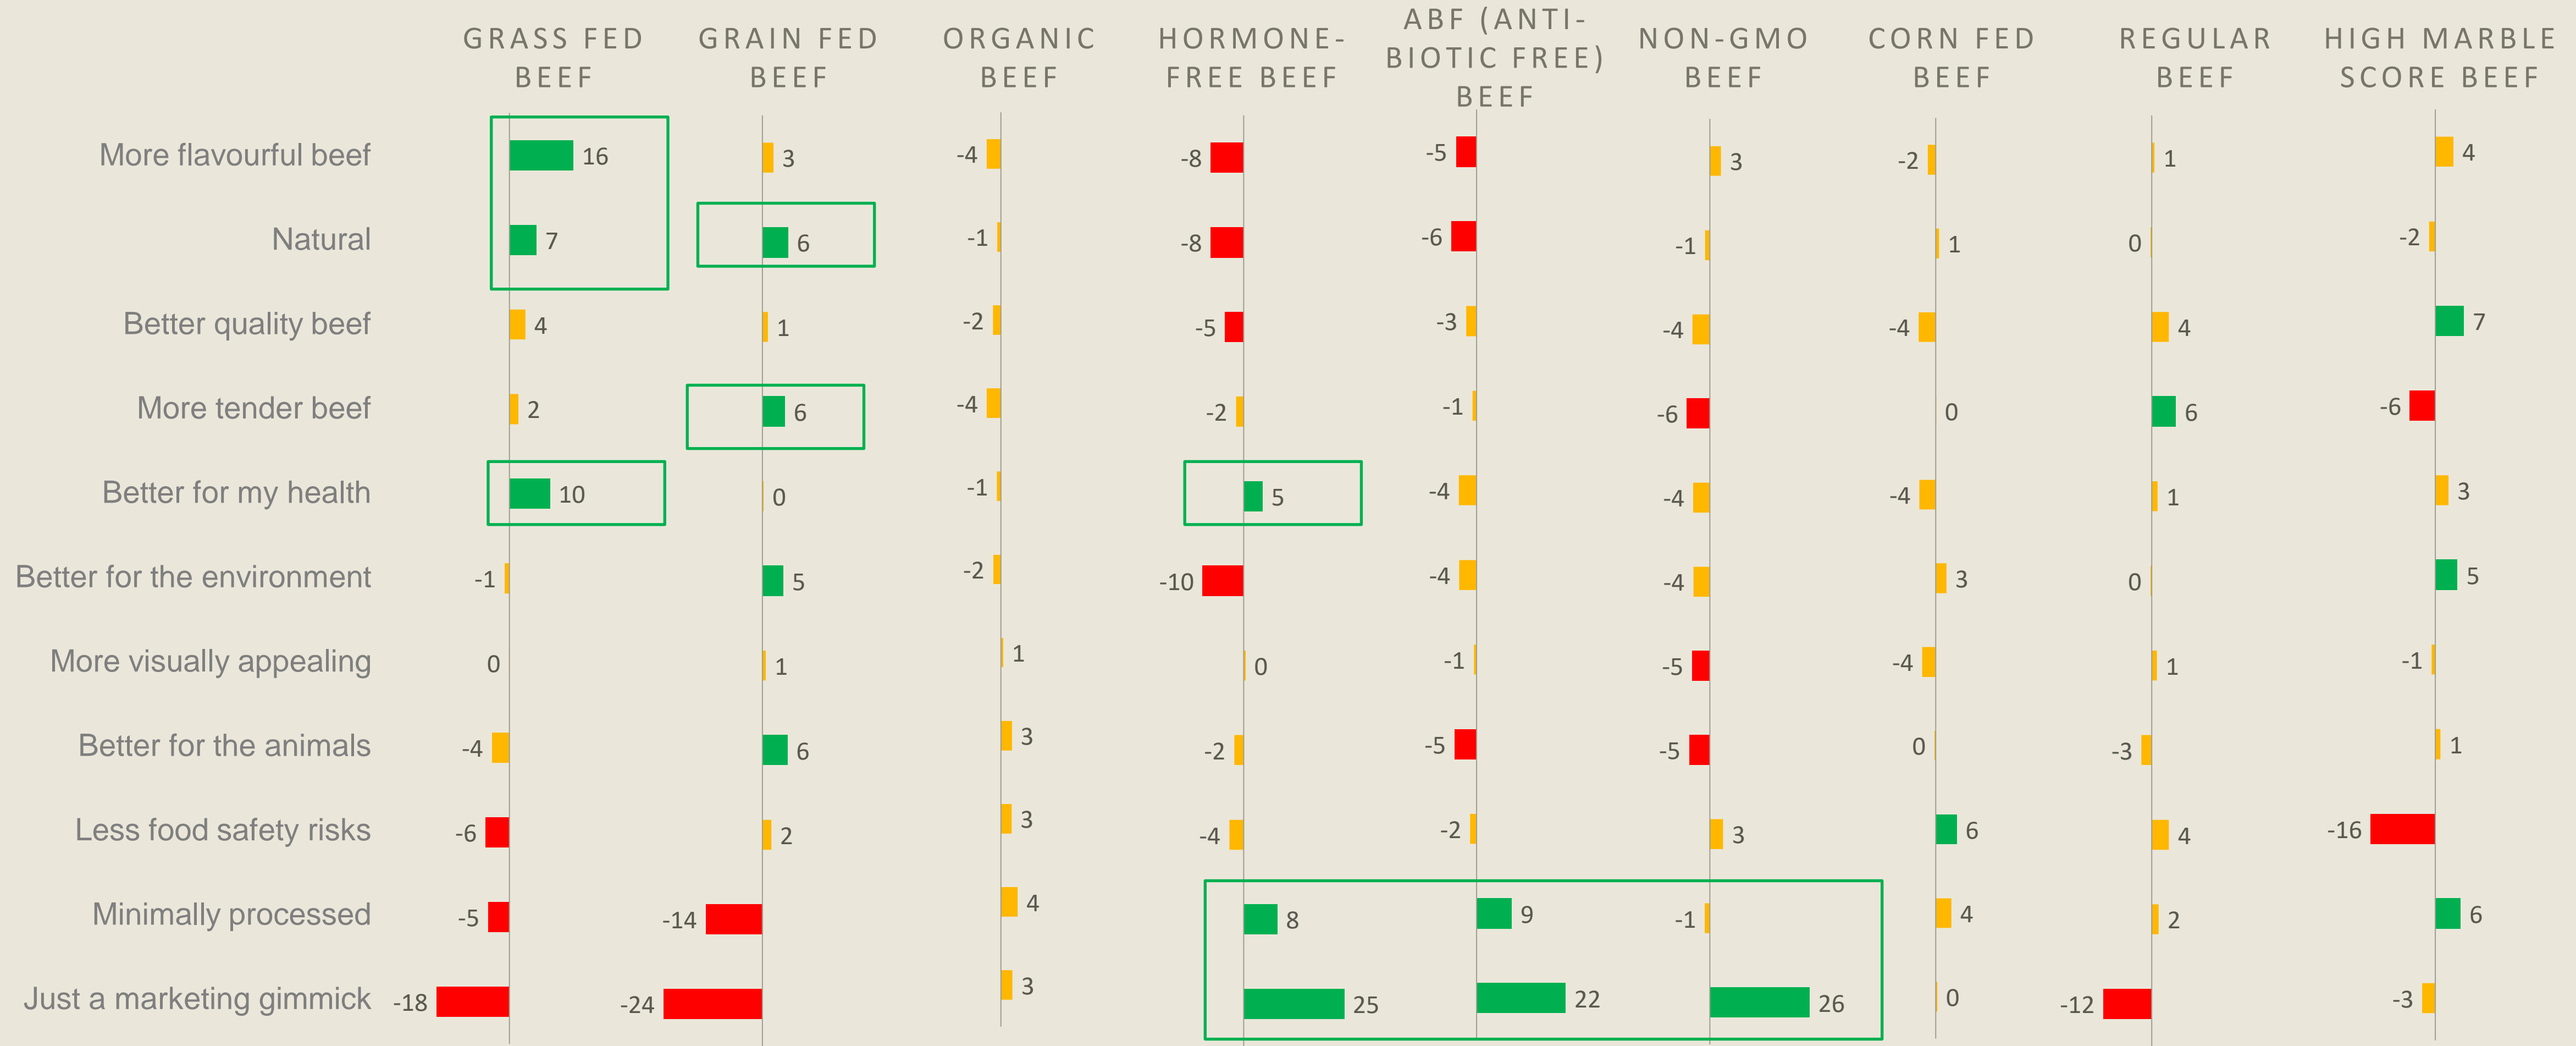 GRASS FED
BEEF
GRAIN FED
BEEF
ORGANIC
BEEF
HORMONE-
FREE BEEF
ABF (ANTI-
BIOTIC FREE)
BEEF
NON-GMO
BEEF
CORN FED
BEEF
REGULAR
BEEF
HIGH MARBLE
SCORE BEEF
More flavourful beef 16 3 -4 -8 -5 3 -2 1 4
Natural 7 6 -1 -8 -6 -1 1 0 -2
Better quality beef 4 1 -2 -5 -3 -4 -4 4 7
More tender beef 2 6 -4 -2 -1 -6 0 6 -6
Better for my health 10 0 -1 5 -4 -4 -4 1 3
Better for the environment -1 5 -2 -10 -4 -4 3 0 5
More visually appealing 0 1 1 0 -1 -5 -4 1 -1
Better for the animals -4 6 3 -2 -5 -5 0 -3 1
Less food safety risks -6 2 3 -4 -2 3 6 4 -16
Minimally processed -5 -14 4 8 9 -1 4 2 6
Just a marketing gimmick -18 -24 3 25 22 26 0 -12 -3